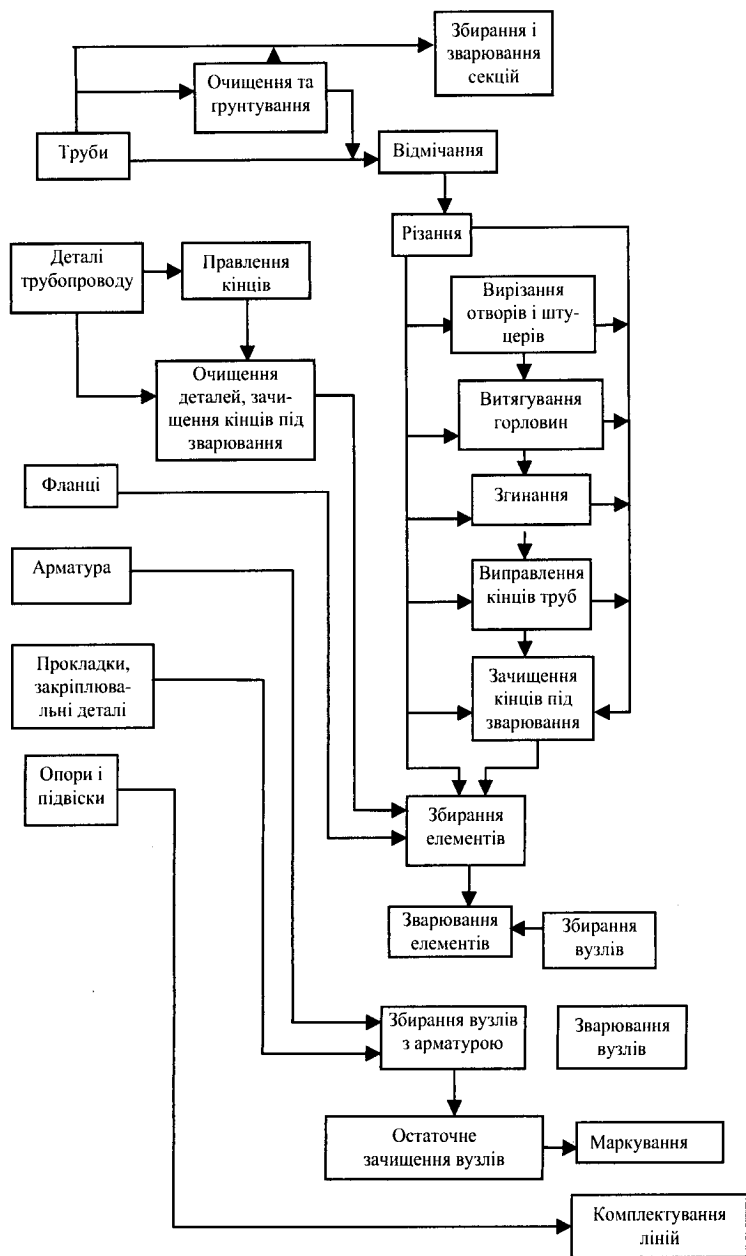 Збирання і
зварювання
секцій
Очищення та
ґрунтування
Труби
Відмічання
Різання
Деталі
трубопроводу
Правлення
кінців
Вирізання
отворів і шту-
церів
Очищення
деталей, зачи-
щення кінців під
зварювання
Витягування
горловин
Фланці
Згинання
Арматура
Виправлення
кінців труб
Прокладки,
закріплюва-
льні деталі
Зачищення
кінців під
зварювання
Опори і
підвіски
Збирання
елементів
Зварювання
елементів
Збирання
вузлів
Збирання вузлів
з арматурою
Зварювання
вузлів
Остаточне
зачищення вузлів
Маркування
Комплектування
ліній